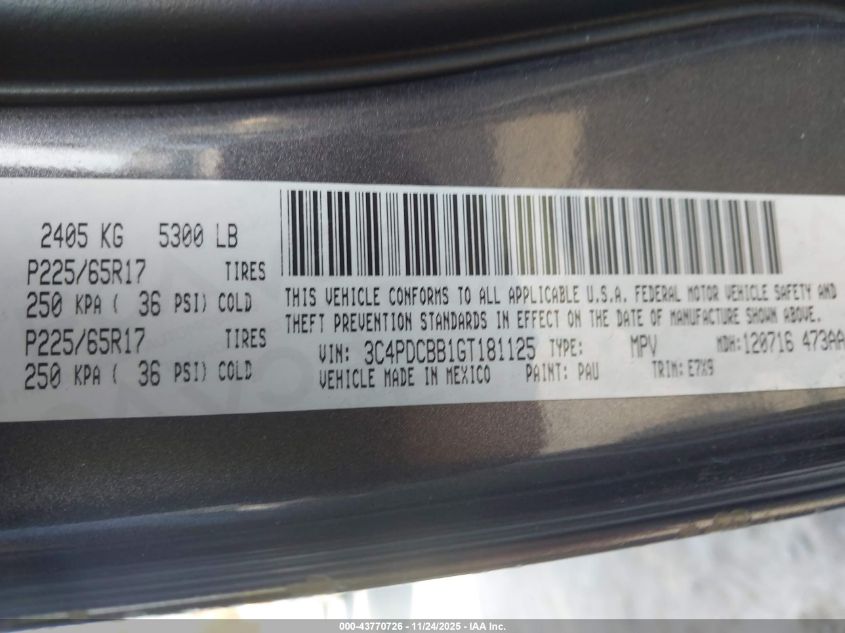 2405 KG 5300 LB
P225/65R17 TIRES
250 KPA ( 36 PSI) COLD
P225/65R17 TIRES
250 KPA ( 36 PSI) COLD
THIS VEHICLE CONFORMS TO ALL APPLICABLE U.S.A. FEDERAL MOTOR VEHICLE SAFETY AND
THEFT PREVENTION STANDARDS IN EFFECT ON THE DATE OF MANUFACTURE SHOWN ABOVE.
VIN: 3C4PDCBB1GT181125 TYPE: MPV MDH:120716 473AA
VEHICLE MADE IN MEXICO PAINT: PAU TRIM: E7X9
000-43770726 - 11/24/2025 - IAA Inc.